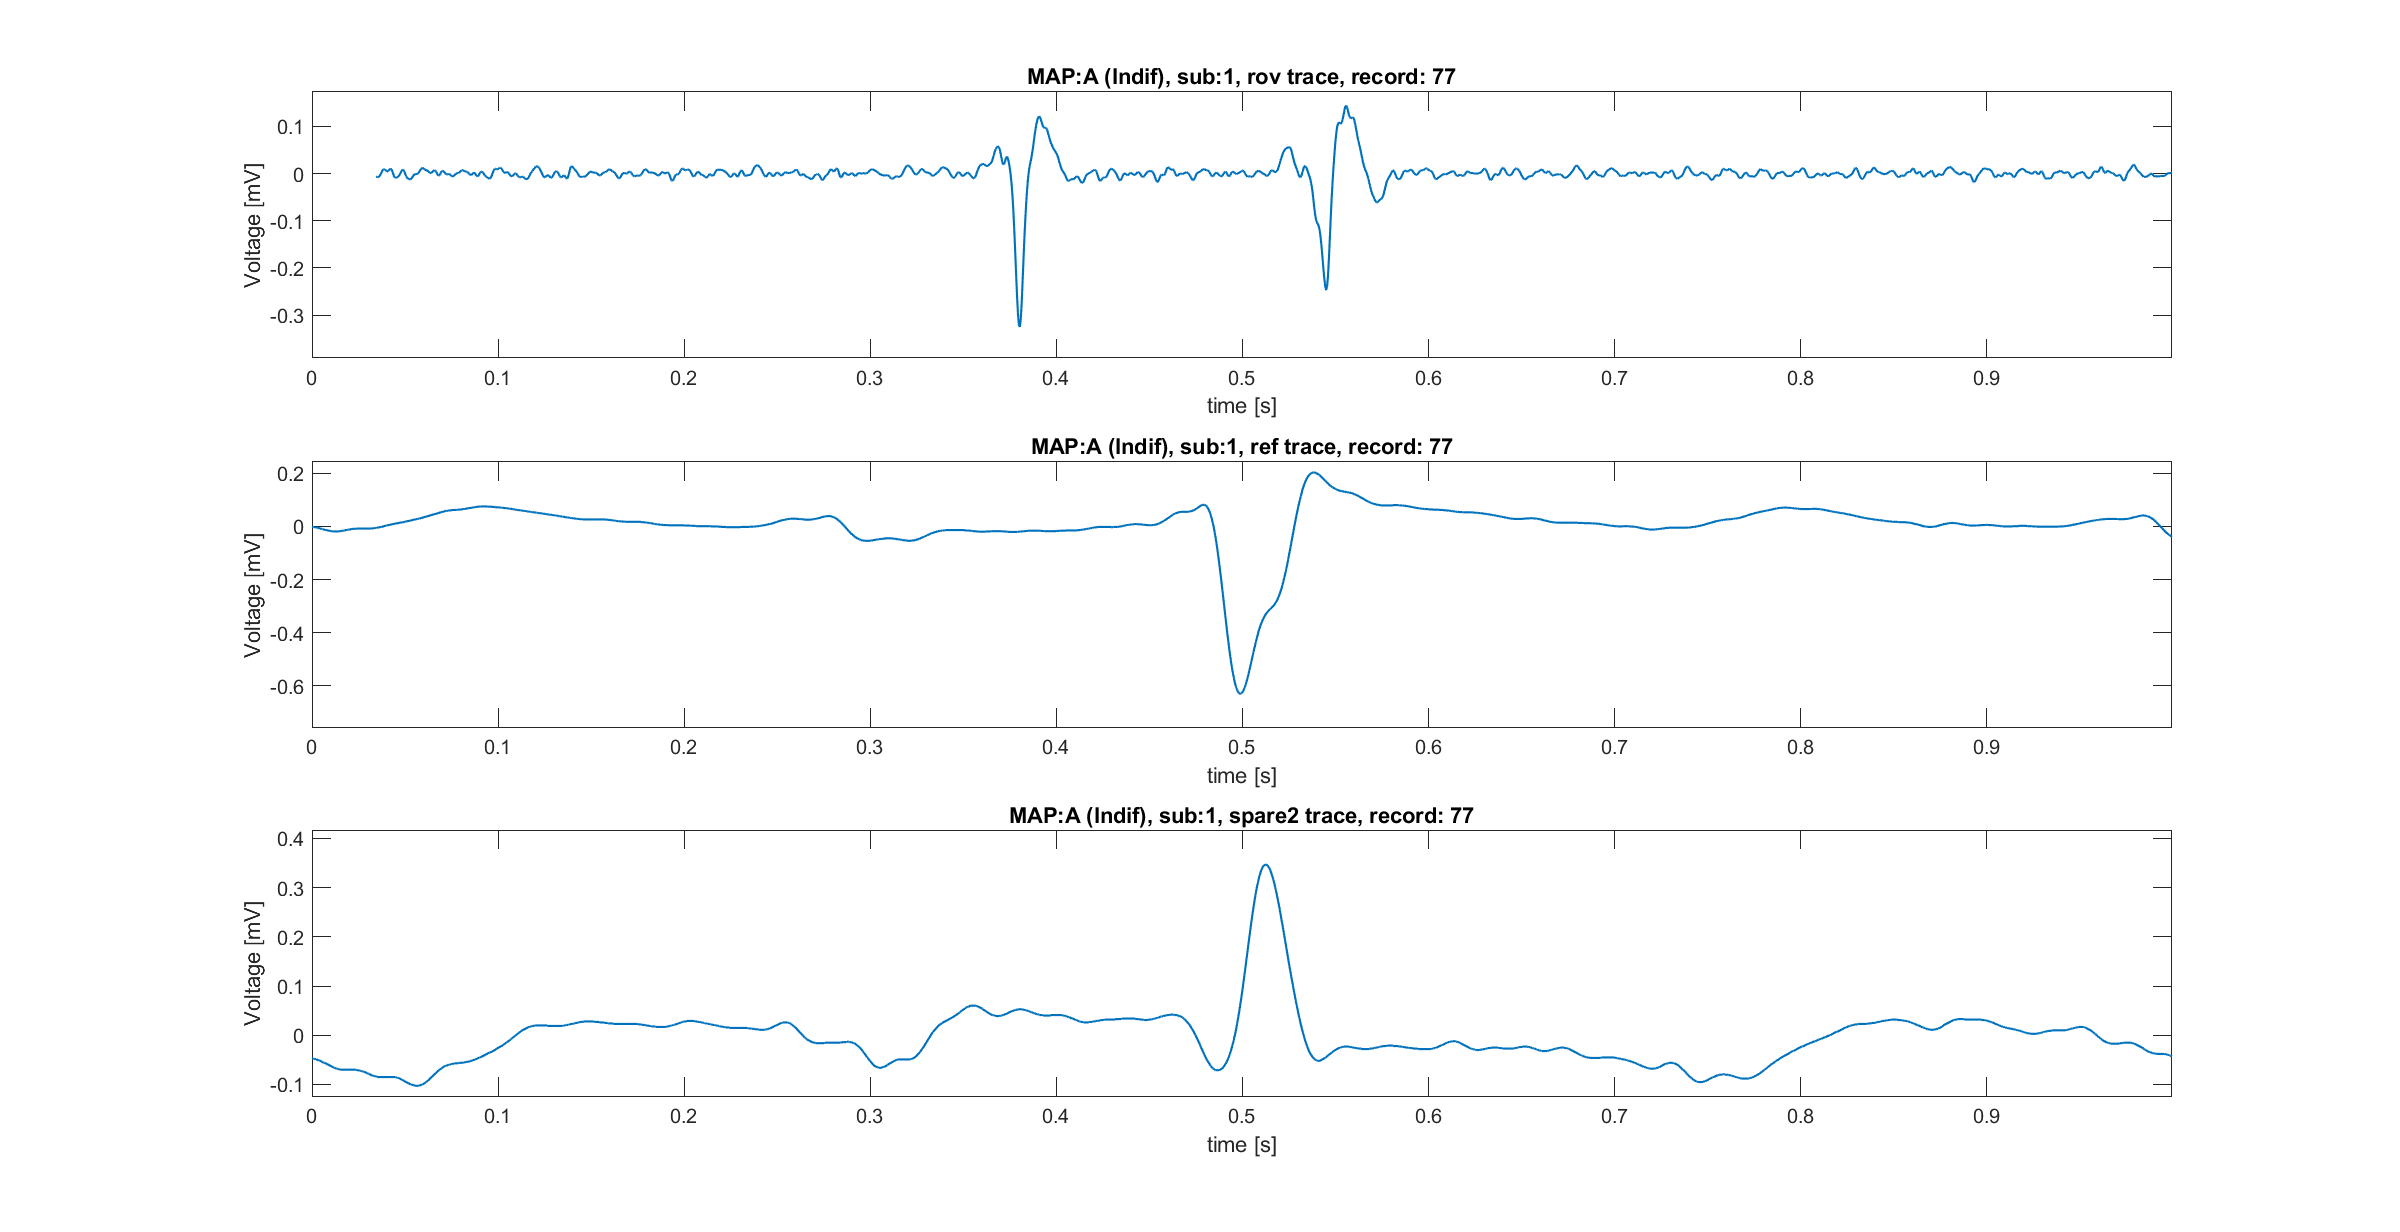 MAP:A (Indif), sub:1, rov trace, record: 77
Voltage [mV]
0.1
0
-0.1
-0.2
-0.3
0 0.1 0.2 0.3 0.4 0.5 0.6 0.7 0.8 0.9
time [s]
MAP:A (Indif), sub:1, ref trace, record: 77
Voltage [mV]
0.2
0
-0.2
-0.4
-0.6
0 0.1 0.2 0.3 0.4 0.5 0.6 0.7 0.8 0.9
time [s]
MAP:A (Indif), sub:1, spare2 trace, record: 77
Voltage [mV]
0.4
0.3
0.2
0.1
0
-0.1
0 0.1 0.2 0.3 0.4 0.5 0.6 0.7 0.8 0.9
time [s]